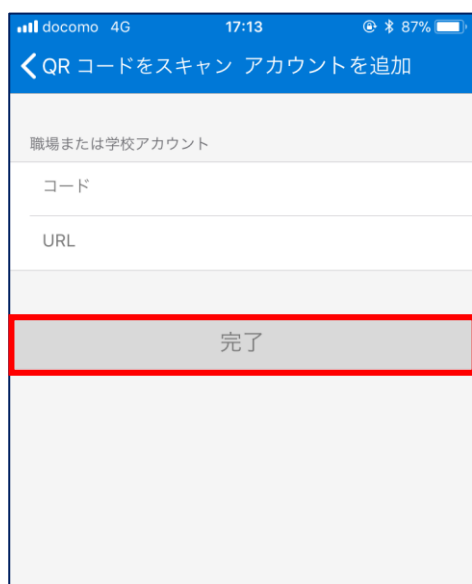 docomo 4G 17:13 87%
QR コードをスキャン アカウントを追加
職場または学校アカウント
コード
URL
完了